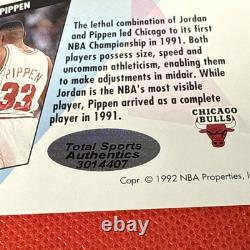 PIPPEN
PIPPEN
33
The lethal combination of Jordan
and Pippen led Chicago to its first
NBA Championship in 1991. Both
players possess size, speed and
uncommon athleticism, enabling them
to make adjustments in midair. While
Jordan is the NBA's most visible
player, Pippen arrived as a complete
player in 1991.
CHICAGO
BULLS
Total Sports
Authentics
3014407
Copr. © 1992 NBA Properties, I